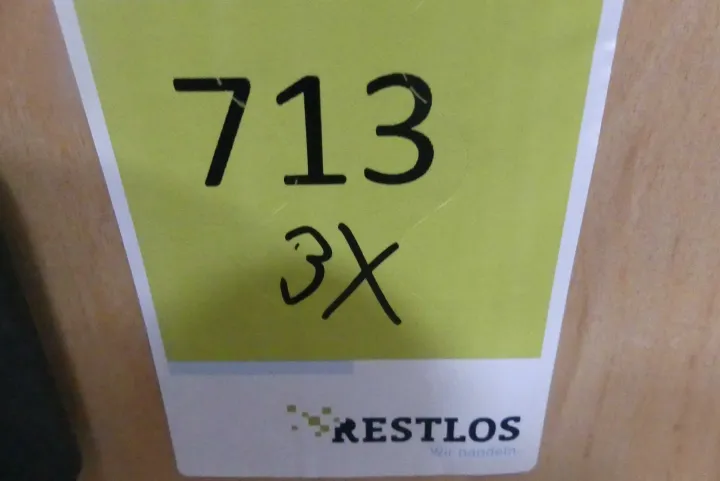 713
3X
RESTLOS
Wir handeln